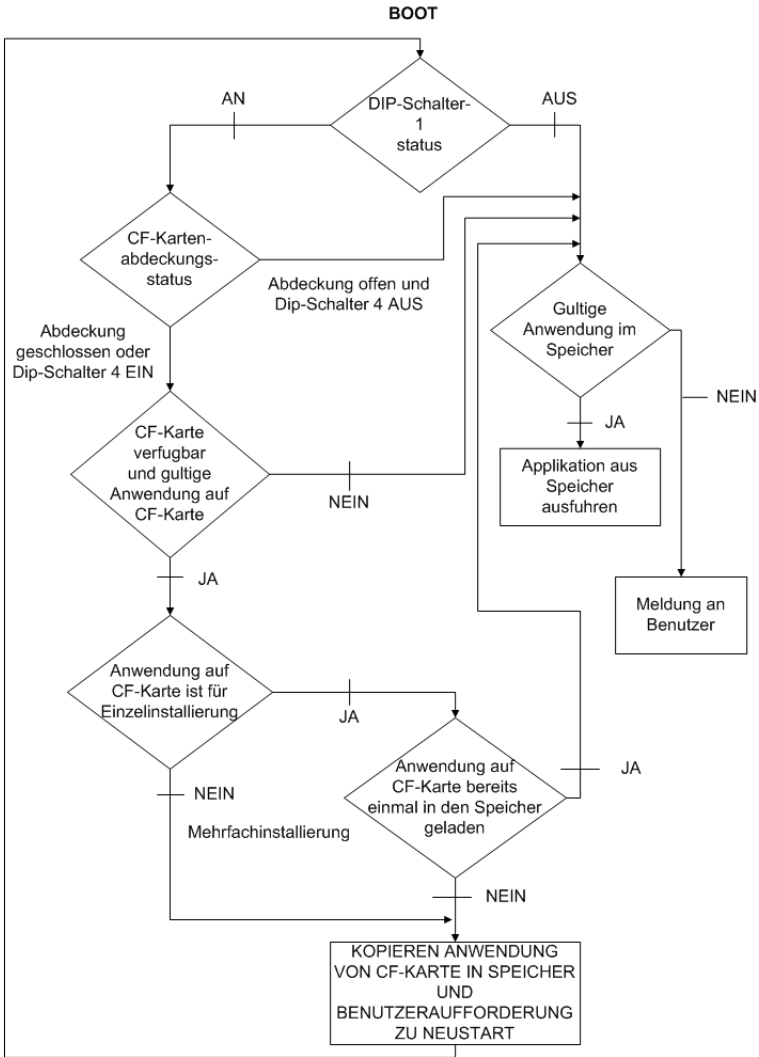 BOOT
AN
AUS
DIP-Schalter-
1
status
CF-Karten-
abdeckungs-
status
Abdeckung offen und
Dip-Schalter 4 AUS
Gultige
Anwendung im
Speicher
Abdeckung
geschlossen oder
Dip-Schalter 4 EIN
NEIN
JA
CF-Karte
verfugbar
und gultige
Anwendung auf
CF-Karte
NEIN
Applikation aus
Speicher
ausfuhren
JA
Meldung an
Benutzer
Anwendung auf
CF-Karte ist für
Einzelinstallierung
JA
Anwendung auf
CF-Karte bereits
einmal in den Speicher
geladen
JA
NEIN
Mehrfachinstallierung
NEIN
KOPIEREN ANWENDUNG
VON CF-KARTE IN SPEICHER
UND
BENUTZERAUFFORDERUNG
ZU NEUSTART